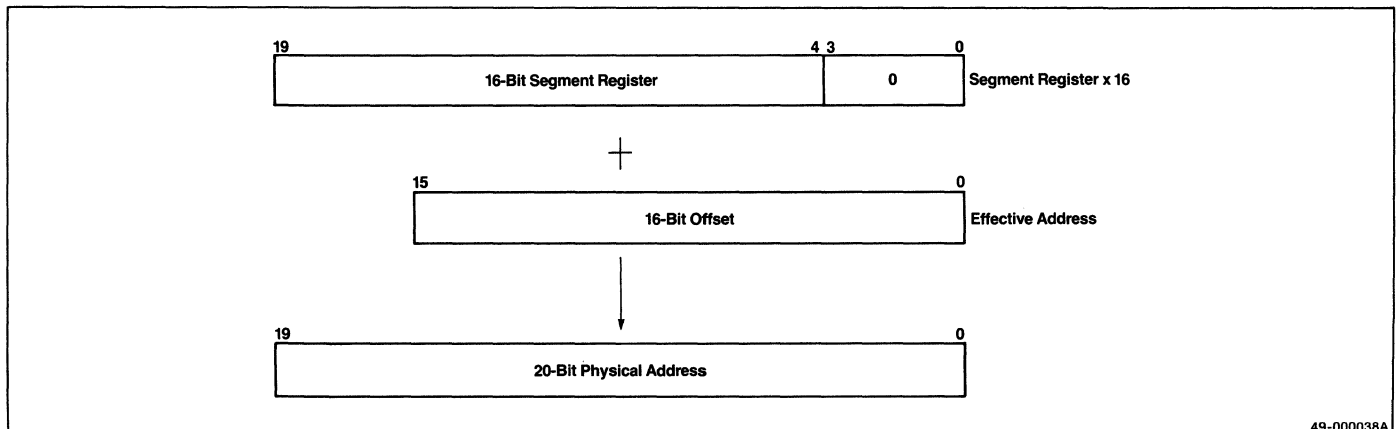 19 4 3 0
16-Bit Segment Register 0 Segment Register x 16
+
15 0
16-Bit Offset Effective Address
19 0
20-Bit Physical Address
49-000038A